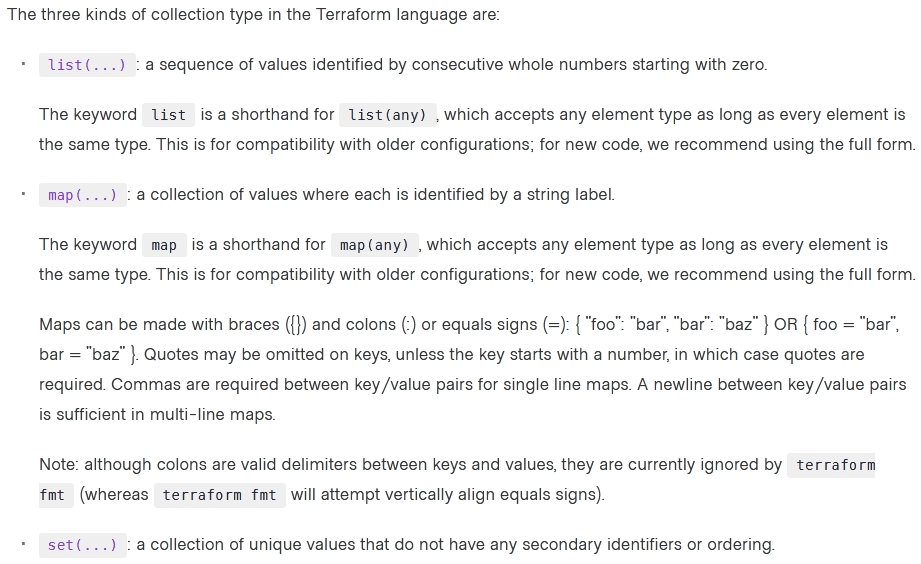 The three kinds of collection type in the Terraform language are:
· list(...) : a sequence of values identified by consecutive whole numbers starting with zero.
The keyword list is a shorthand for list(any) , which accepts any element type as long as every element is
the same type. This is for compatibility with older configurations; for new code, we recommend using the full form.
· map(...) : a collection of values where each is identified by a string label.
The keyword map is a shorthand for map(any) , which accepts any element type as long as every element is
the same type. This is for compatibility with older configurations; for new code, we recommend using the full form.
Maps can be made with braces ({}) and colons (:) or equals signs (=): { "foo": "bar", "bar": "baz" } OR { foo = "bar",
bar = "baz" }. Quotes may be omitted on keys, unless the key starts with a number, in which case quotes are
required. Commas are required between key/value pairs for single line maps. A newline between key/value pairs
is sufficient in multi-line maps.
Note: although colons are valid delimiters between keys and values, they are currently ignored by terraform
fmt (whereas terraform fmt will attempt vertically align equals signs).
· set(...) : a collection of unique values that do not have any secondary identifiers or ordering.